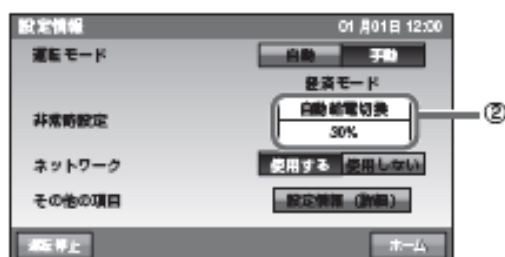 設定情報 01月01日 12:00
運転モード 自動 手動
経済モード
非常時設定 自動給電切換
30%
②
ネットワーク 使用する 使用しない
その他の項目 設定情報（詳細）
運転停止 ホーム